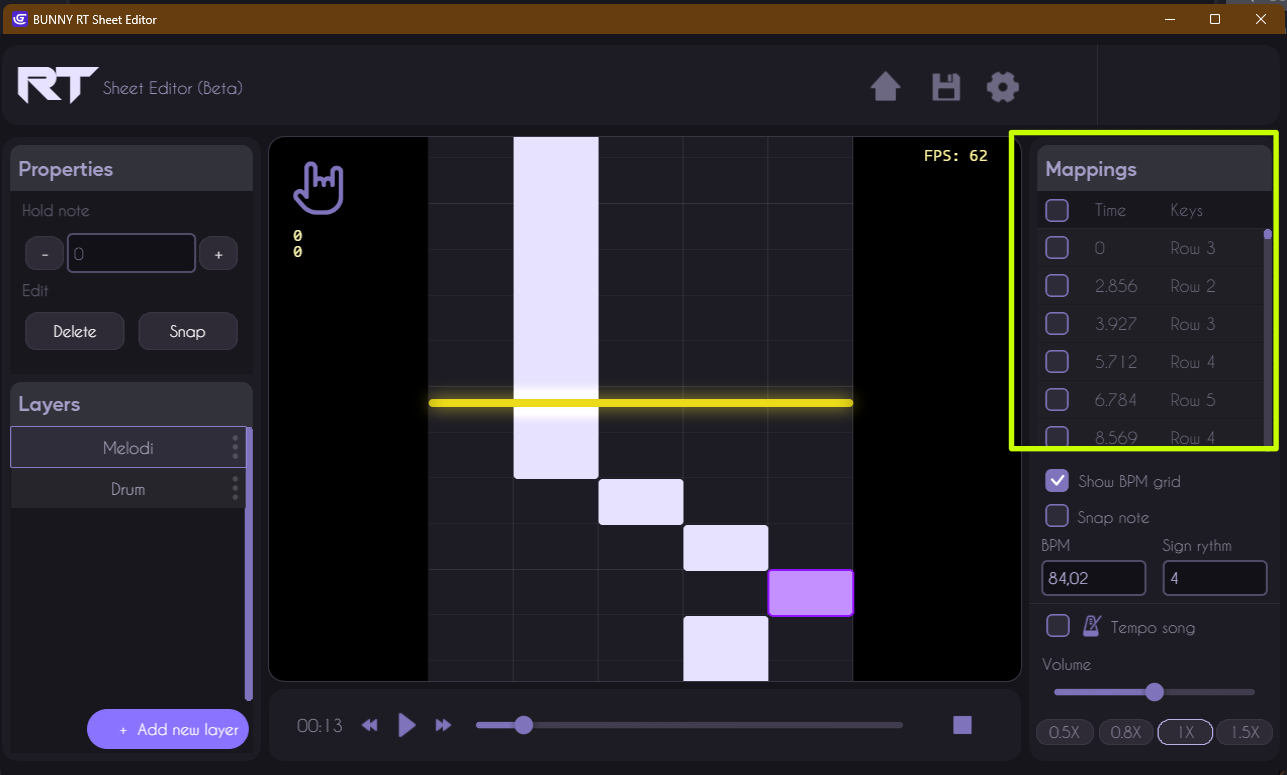 BUNNY RT Sheet Editor
RT Sheet Editor (Beta)
Properties
Hold note
- 0 +
Edit
Delete Snap
Layers
Melodi
Drum
+ Add new layer
FPS: 62
0
0
00:13
Mappings
Time Keys
0 Row 3
2.856 Row 2
3.927 Row 3
5.712 Row 4
6.784 Row 5
8.569 Row 4
Show BPM grid
Snap note
BPM Sign rythm
84,02 4
Tempo song
Volume
0.5X 0.8X 1X 1.5X